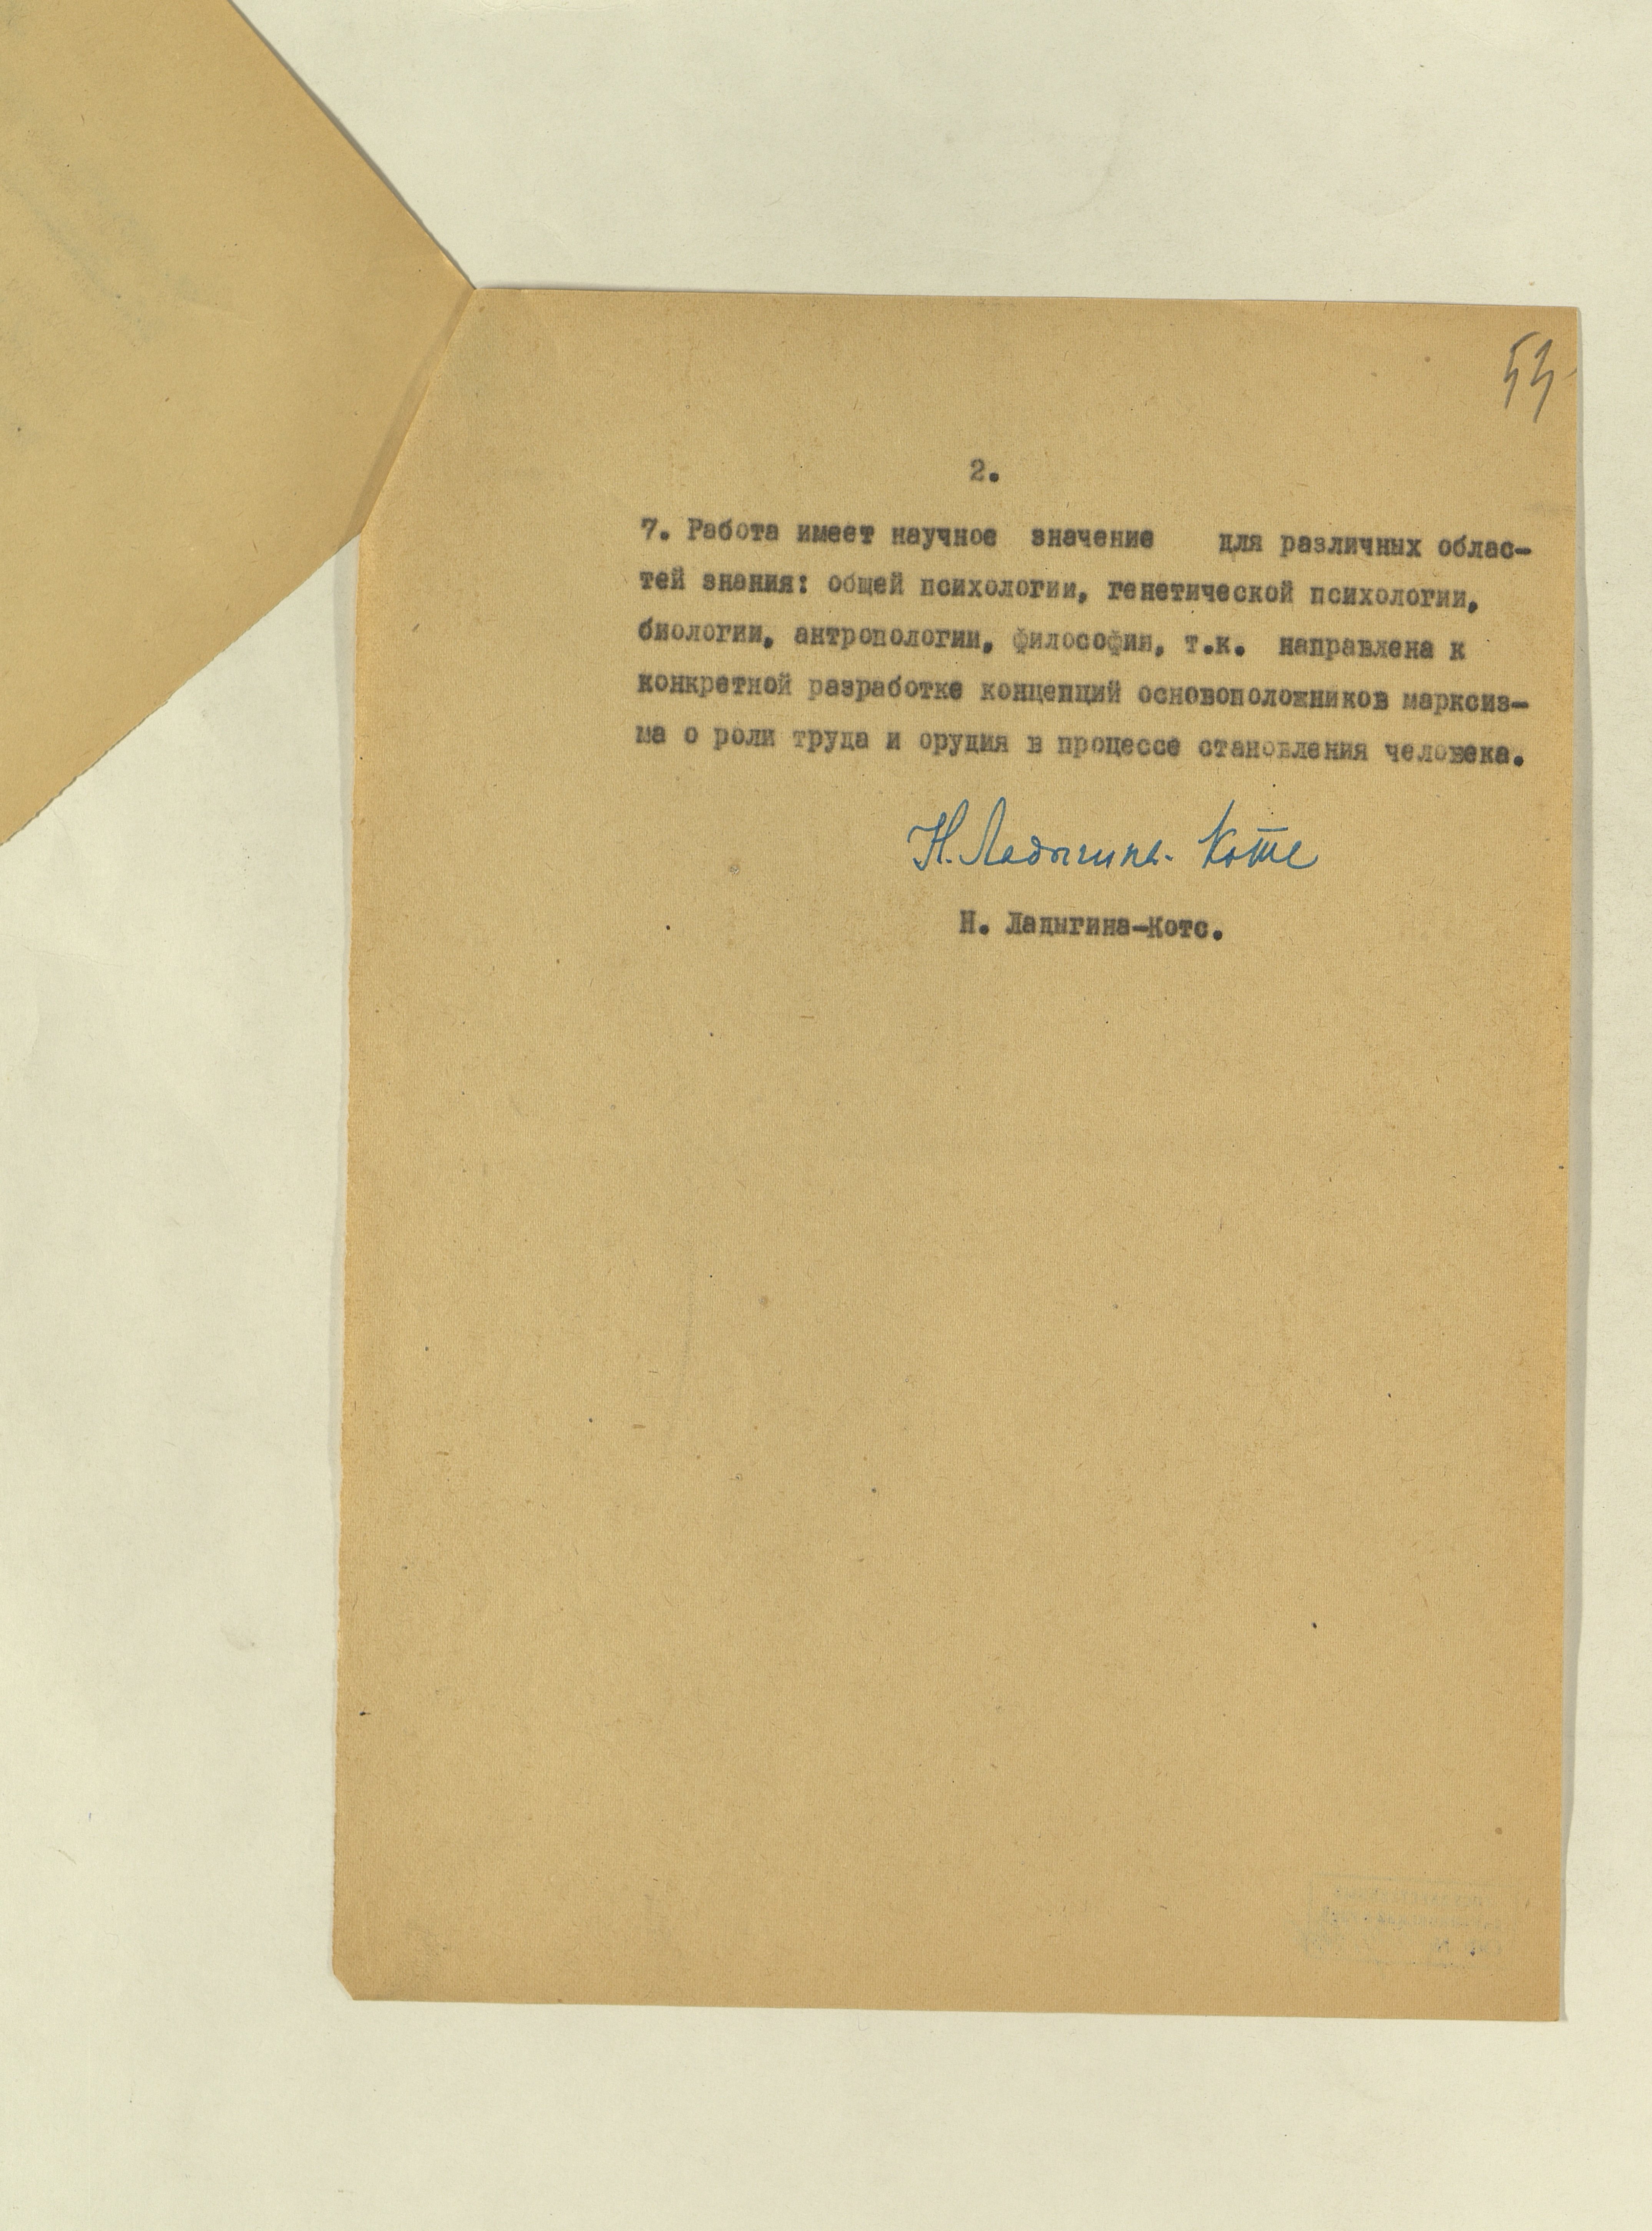 53
2.
7. Работа имеет научное значение для различных облас-
тей знания: общей психологии, генетической психологии,
биологии, антропологии, философии, т.к. направлена к
конкретной разработке концепций основоположников марксиз-
ма о роли труда и орудия в процессе становления человека.
Н. Ладыгина-Котс
Н. Ладыгина-Котс.